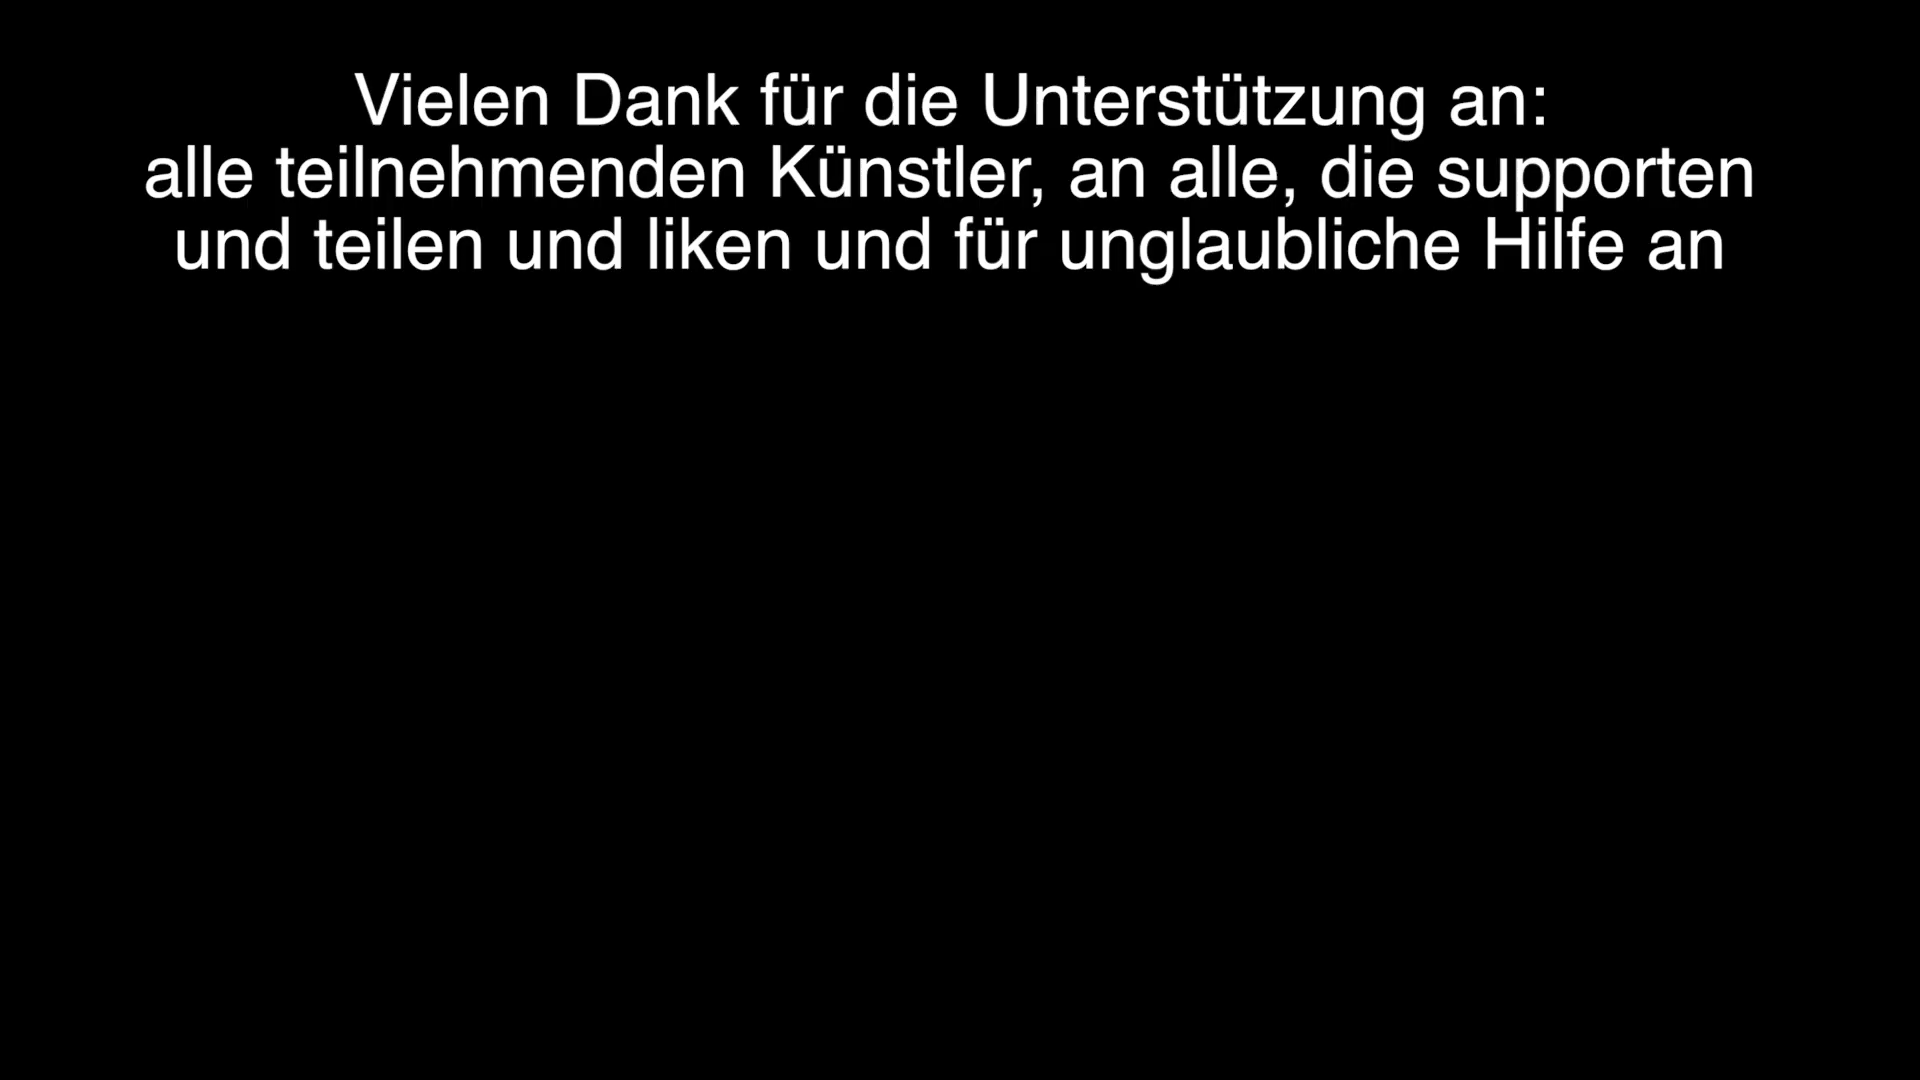 Vielen Dank für die Unterstützung an:
alle teilnehmenden Künstler, an alle, die supporten
und teilen und liken und für unglaubliche Hilfe an